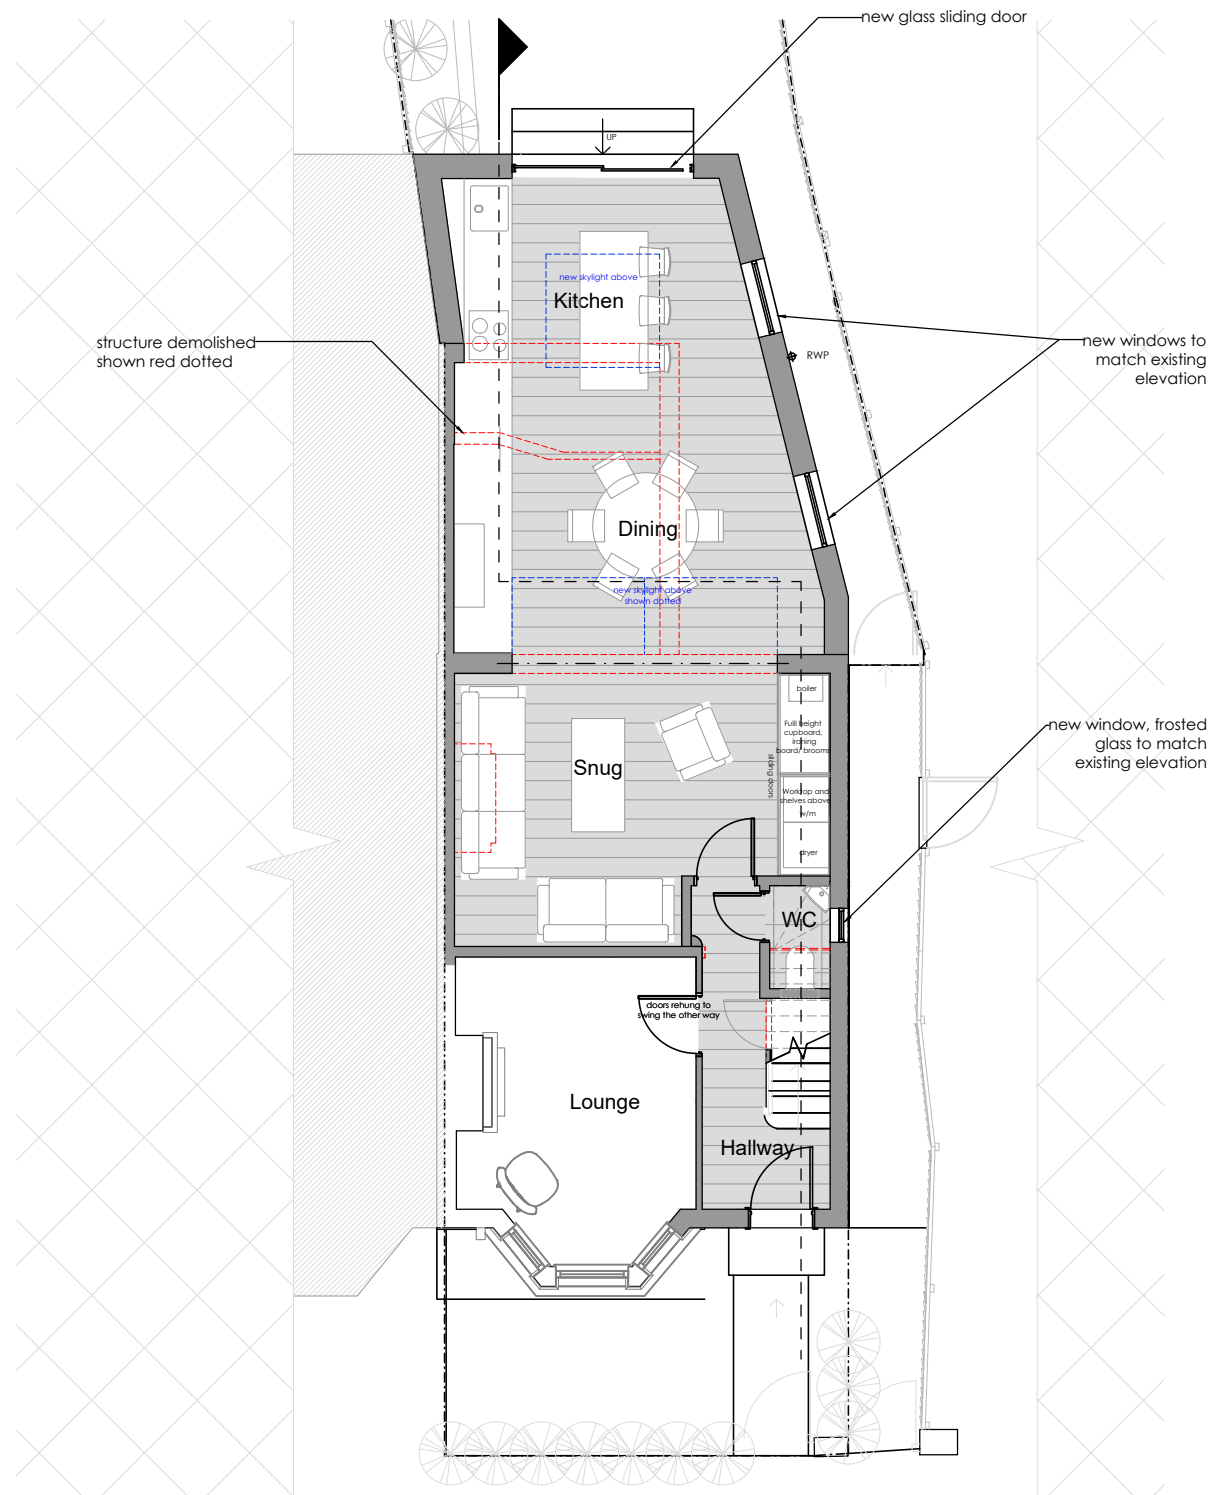 new glass sliding door
UP
new skylight above
Kitchen
structure demolished
shown red dotted
new windows to
match existing
elevation
RWP
Dining
new skylight above
shown dotted
boiler
Fulll height
cupboard,
ironing
board, brooms
sliding doors
Snug
Worktop and
shelves above
w/m
dryer
new window, frosted
glass to match
existing elevation
WC
doors rehung to
swing the other way
Lounge
Hallway